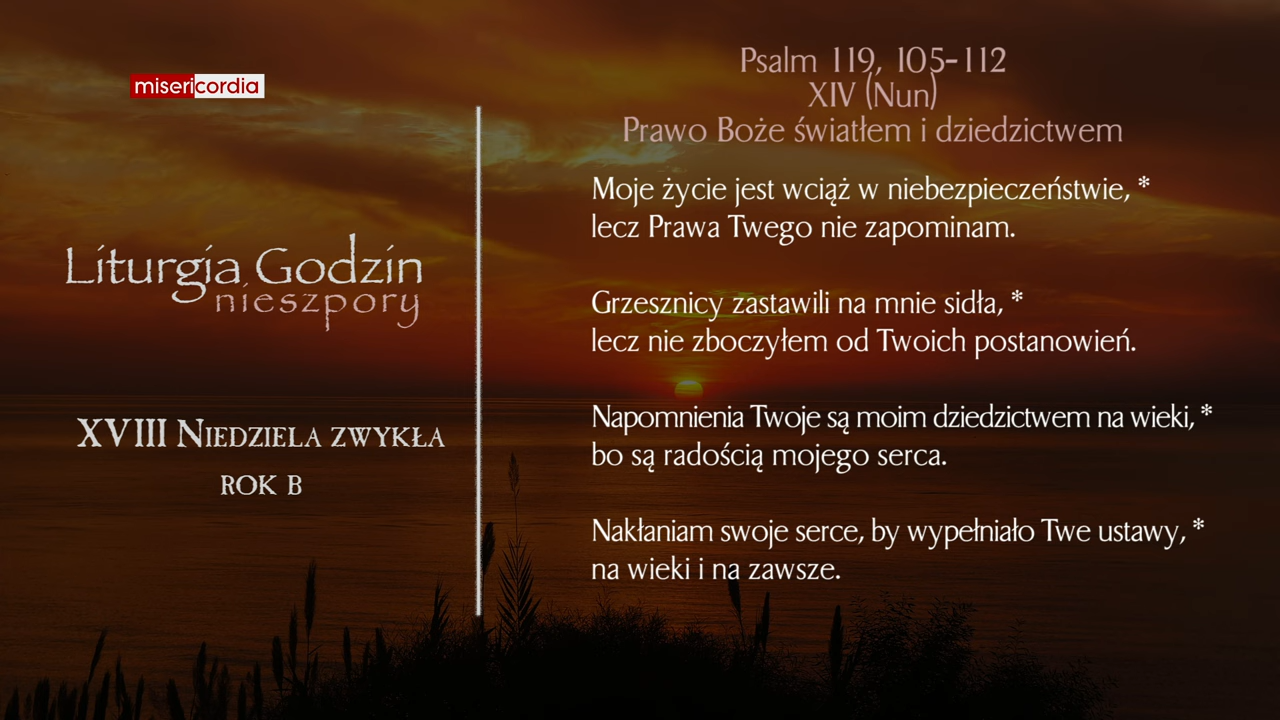 misericordia
Liturgia Godzin
nieszpory
XVIII Niedziela zwykła
rok B
Psalm 119, 105-112
XIV (Nun)
Prawo Boże światłem i dziedzictwem
Moje życie jest wciąż w niebezpieczeństwie, *
lecz Prawa Twego nie zapominam.
Grzesznicy zastawili na mnie sidła, *
lecz nie zboczyłem od Twoich postanowień.
Napomnienia Twoje są moim dziedzictwem na wieki, *
bo są radością mojego serca.
Nakłaniam swoje serce, by wypełniało Twe ustawy, *
na wieki i na zawsze.